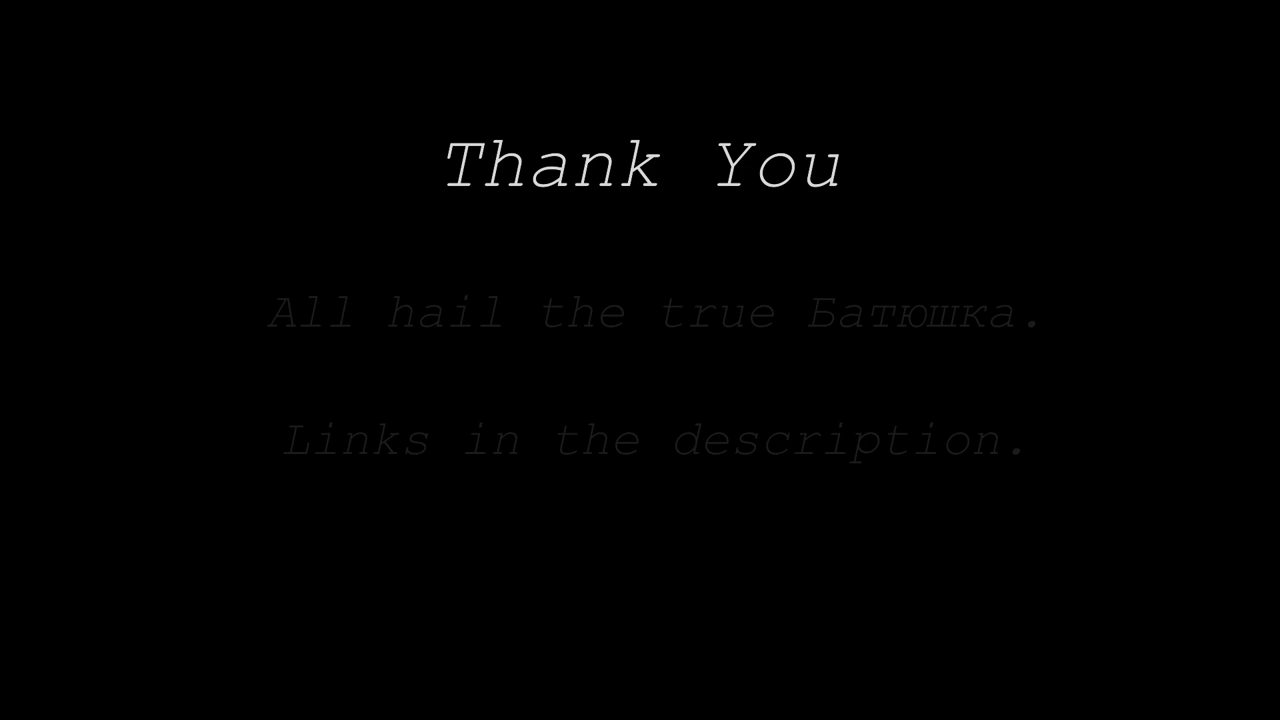 Thank You
All hail the true Батюшка.
Links in the description.